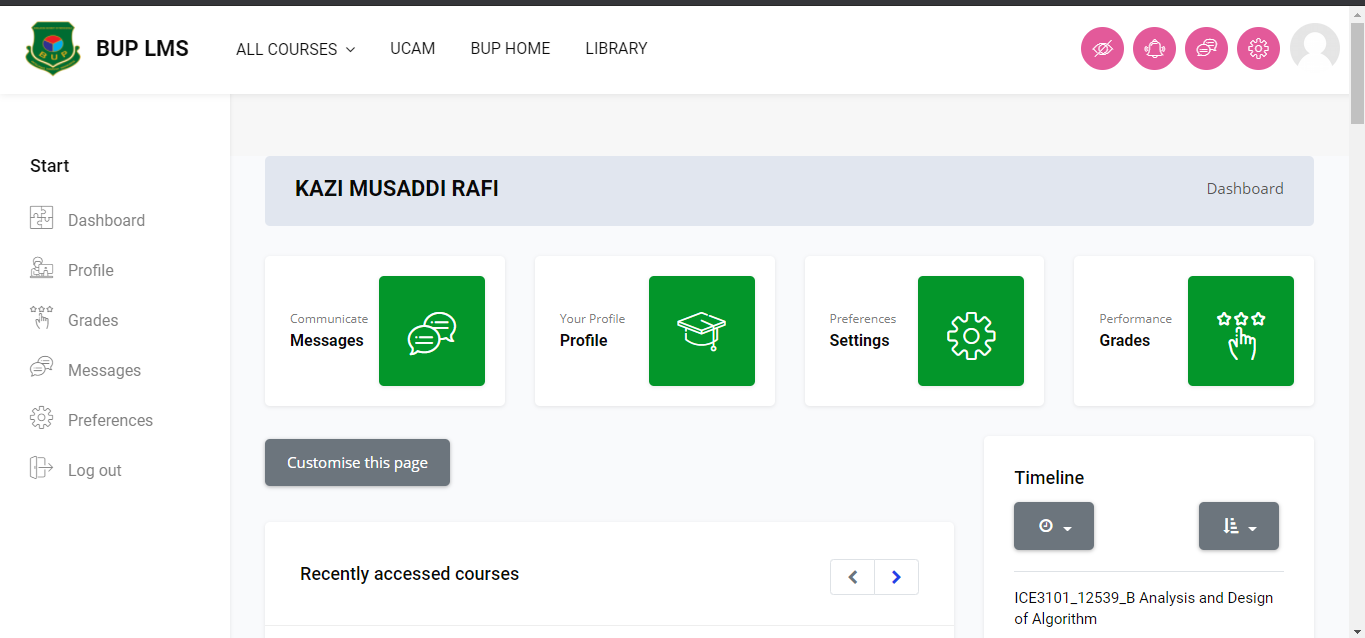 BUP LMS
ALL COURSES
UCAM
BUP HOME
LIBRARY
Start
Dashboard
Profile
Grades
Messages
Preferences
Log out
KAZI MUSADDI RAFI
Dashboard
Communicate
Messages
Your Profile
Profile
Preferences
Settings
Performance
Grades
Customise this page
Recently accessed courses
Timeline
ICE3101_12539_B Analysis and Design
of Algorithm